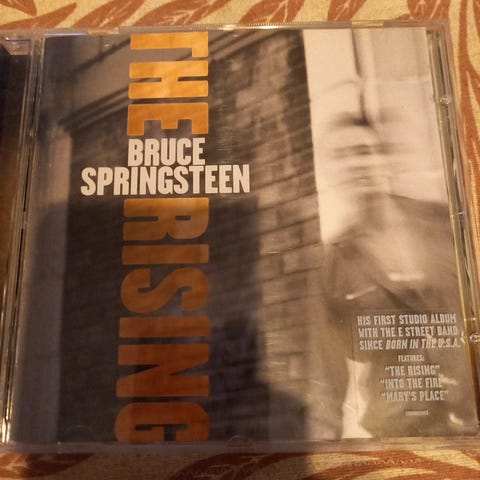 THE RISING
BRUCE
SPRINGSTEEN
HIS FIRST STUDIO ALBUM
WITH THE E STREET BAND
SINCE BORN IN THE U.S.A.
FEATURES:
"THE RISING"
"INTO THE FIRE"
"MARY'S PLACE"